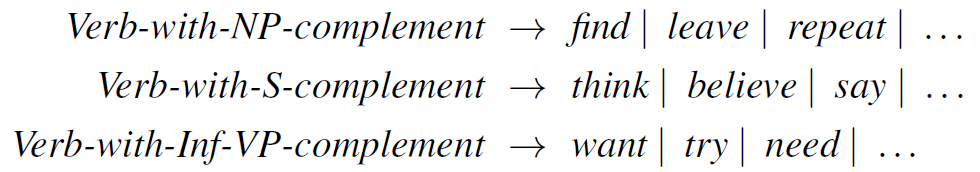 Verb-with-NP-complement → find | leave | repeat | ...
Verb-with-S-complement → think | believe | say | ...
Verb-with-Inf-VP-complement → want | try | need | ...